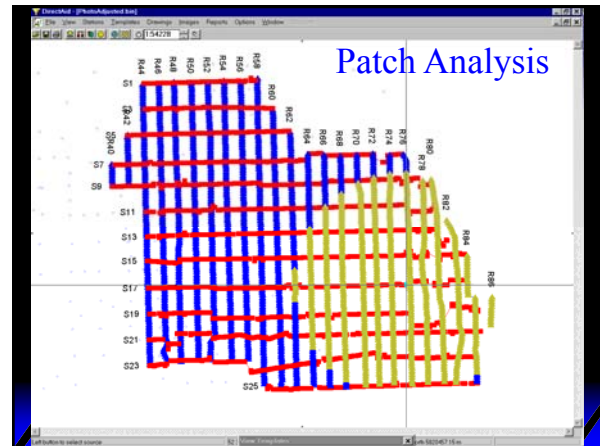 DirectAid - [PhotoAdjusted.bin]
File View Stations Templates Drawings Images Reports Options Window
1:54228
Patch Analysis
R44
R46
R48
R50
R52
R54
R56
R58
R60
R62
R64
R66
R68
R70
R72
R74
R76
R78
R80
R82
R84
R86
R42
R40
S1
S7
S9
S11
S13
S15
S17
S19
S21
S23
S25
Left button to select source
View Templates